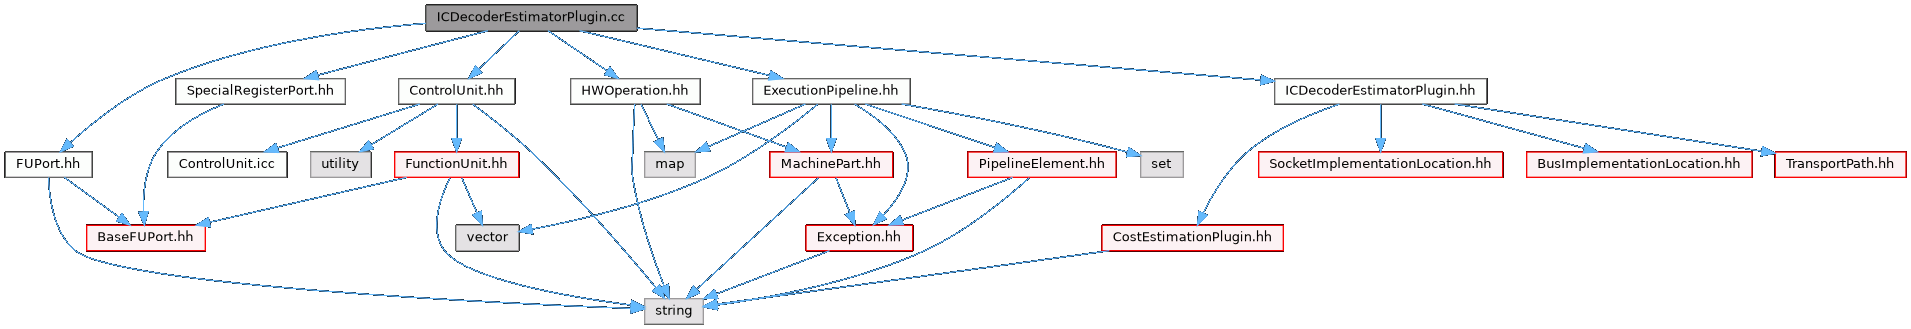 ICDecoderEstimatorPlugin.cc
SpecialRegisterPort.hh
ControlUnit.hh
HWOperation.hh
ExecutionPipeline.hh
ICDecoderEstimatorPlugin.hh
FUPort.hh
ControlUnit.icc
utility
FunctionUnit.hh
map
MachinePart.hh
PipelineElement.hh
set
SocketImplementationLocation.hh
BusImplementationLocation.hh
TransportPath.hh
BaseFUPort.hh
vector
Exception.hh
CostEstimationPlugin.hh
string